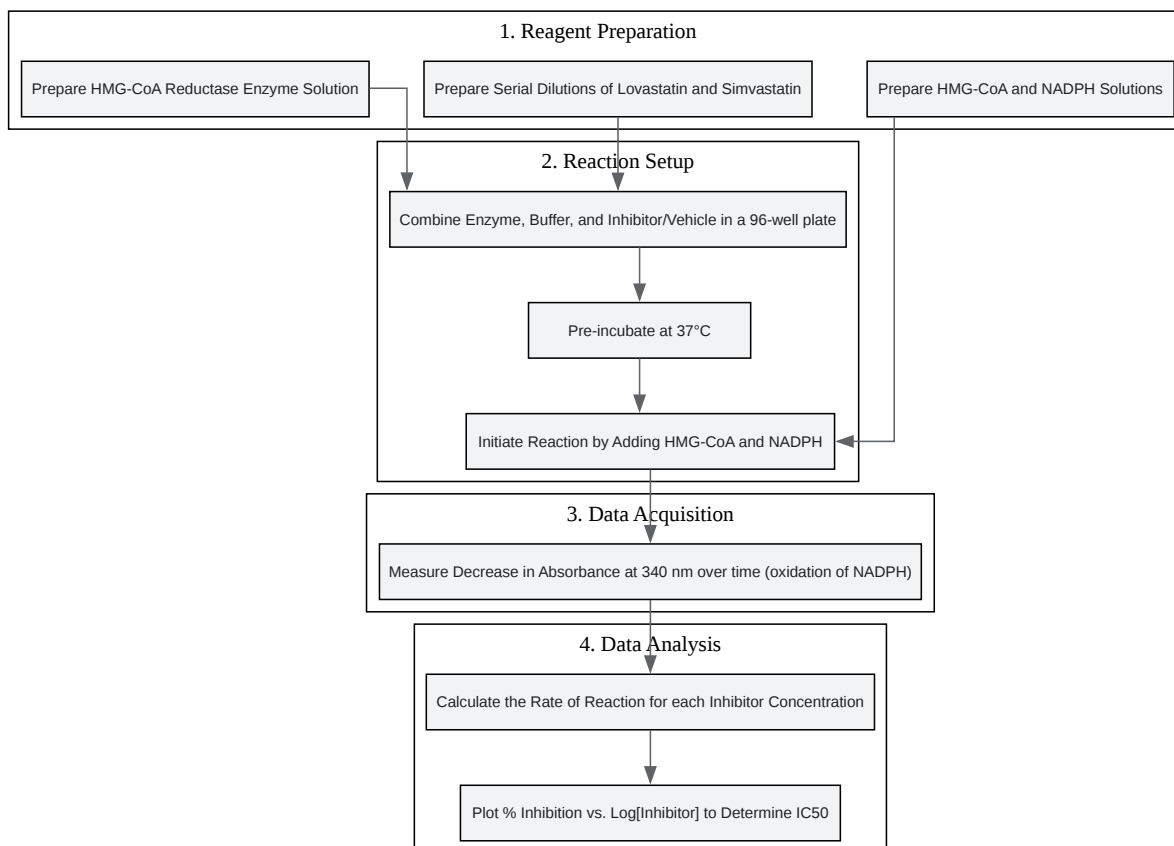 1. Reagent Preparation
Prepare HMG-CoA Reductase Enzyme Solution
Prepare Serial Dilutions of Lovastatin and Simvastatin
Prepare HMG-CoA and NADPH Solutions
2. Reaction Setup
Combine Enzyme, Buffer, and Inhibitor/Vehicle in a 96-well plate
Pre-incubate at 37°C
Initiate Reaction by Adding HMG-CoA and NADPH
3. Data Acquisition
Measure Decrease in Absorbance at 340 nm over time (oxidation of NADPH)
4. Data Analysis
Calculate the Rate of Reaction for each Inhibitor Concentration
Plot % Inhibition vs. Log[Inhibitor] to Determine IC50